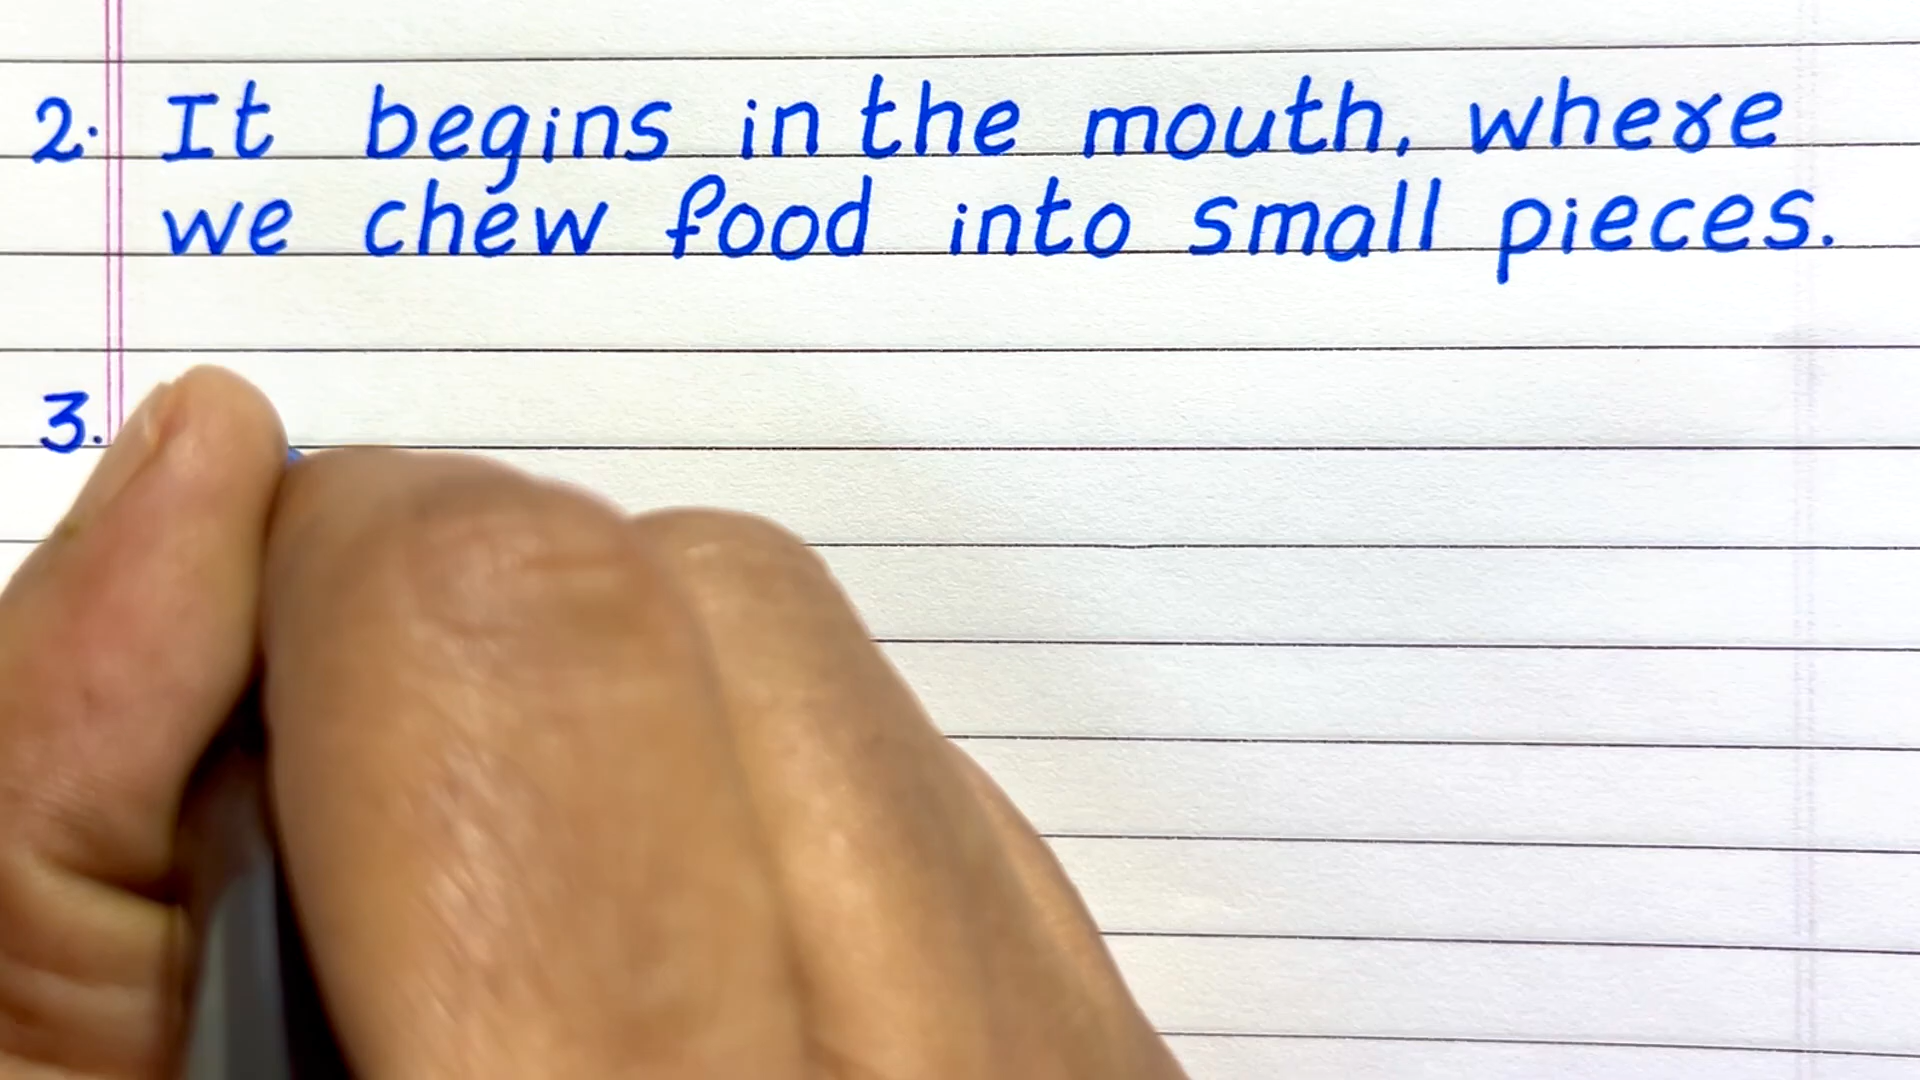 2. It begins in the mouth, where
we chew food into small pieces.
3.